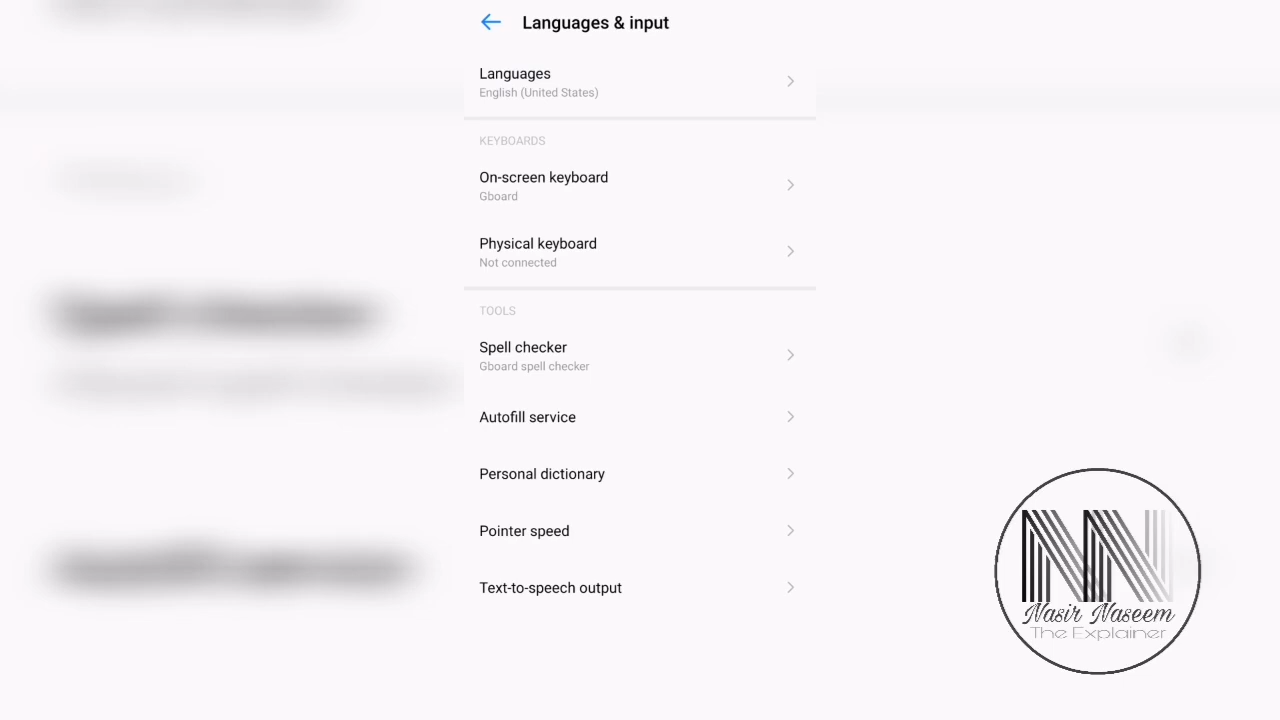 Languages & input
Languages
English (United States)
KEYBOARDS
On-screen keyboard
Gboard
Physical keyboard
Not connected
TOOLS
Spell checker
Gboard spell checker
Autofill service
Personal dictionary
Pointer speed
Text-to-speech output
NN
Nasir Naseem
The Explainer